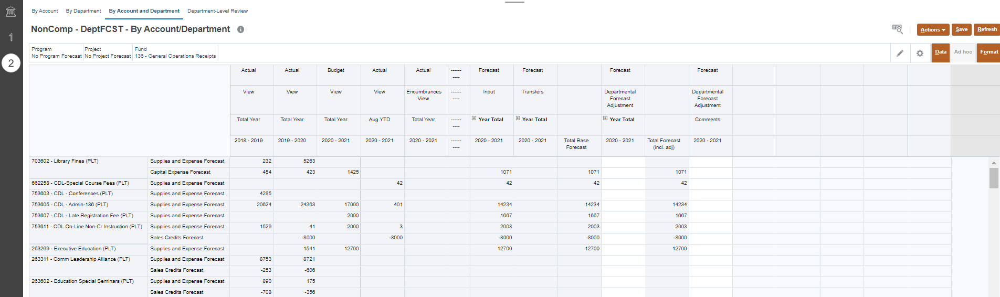 By Account By Department By Account and Department Department-Level Review
NonComp - DeptFCST - By Account/Department i
Actions Save Refresh
1
Program Project Fund
No Program Forecast No Project Forecast 136 - General Operations Receipts
Data Ad hoc Format
2
Actual Actual Budget Actual Actual ------ Forecast Forecast Forecast Forecast
----
View View View View Encumbrances ------ Input Transfers Departmental Departmental
View ---- Forecast Forecast
Adjustment Adjustment
Total Year Total Year Total Year Aug YTD Total Year ------ Year Total Year Total Year Total Comments
----
2018 - 2019 2019 - 2020 2020 - 2021 2020 - 2021 2020 - 2021 ------ 2020 - 2021 2020 - 2021 Total Base 2020 - 2021 Total Forecast 2020 - 2021
---- Forecast (incl. adj)
703602 - Library Fines (PLT) Supplies and Expense Forecast 232 5263
Capital Expense Forecast 454 423 1425 1071 1071 1071
662258 - CDL-Special Course Fees (PLT) Supplies and Expense Forecast 42 42 42 42
753603 - CDL - Conferences (PLT) Supplies and Expense Forecast 4285
753605 - CDL - Admin-136 (PLT) Supplies and Expense Forecast 20624 24363 17000 401 14234 14234 14234
753607 - CDL - Late Registration Fee (PLT) Supplies and Expense Forecast 2000 1667 1667 1667
753611 - CDL On-Line Non-Cr Instruction (PLT) Supplies and Expense Forecast 1529 41 2000 3 2003 2003 2003
Sales Credits Forecast -8000 -8000 -8000 -8000 -8000
263299 - Executive Education (PLT) Supplies and Expense Forecast 1541 12700 12700 12700 12700
263311 - Comm Leadership Alliance (PLT) Supplies and Expense Forecast 8753 8721
Sales Credits Forecast -253 -606
263602 - Education Special Seminars (PLT) Supplies and Expense Forecast 890 175
Sales Credits Forecast -708 -356